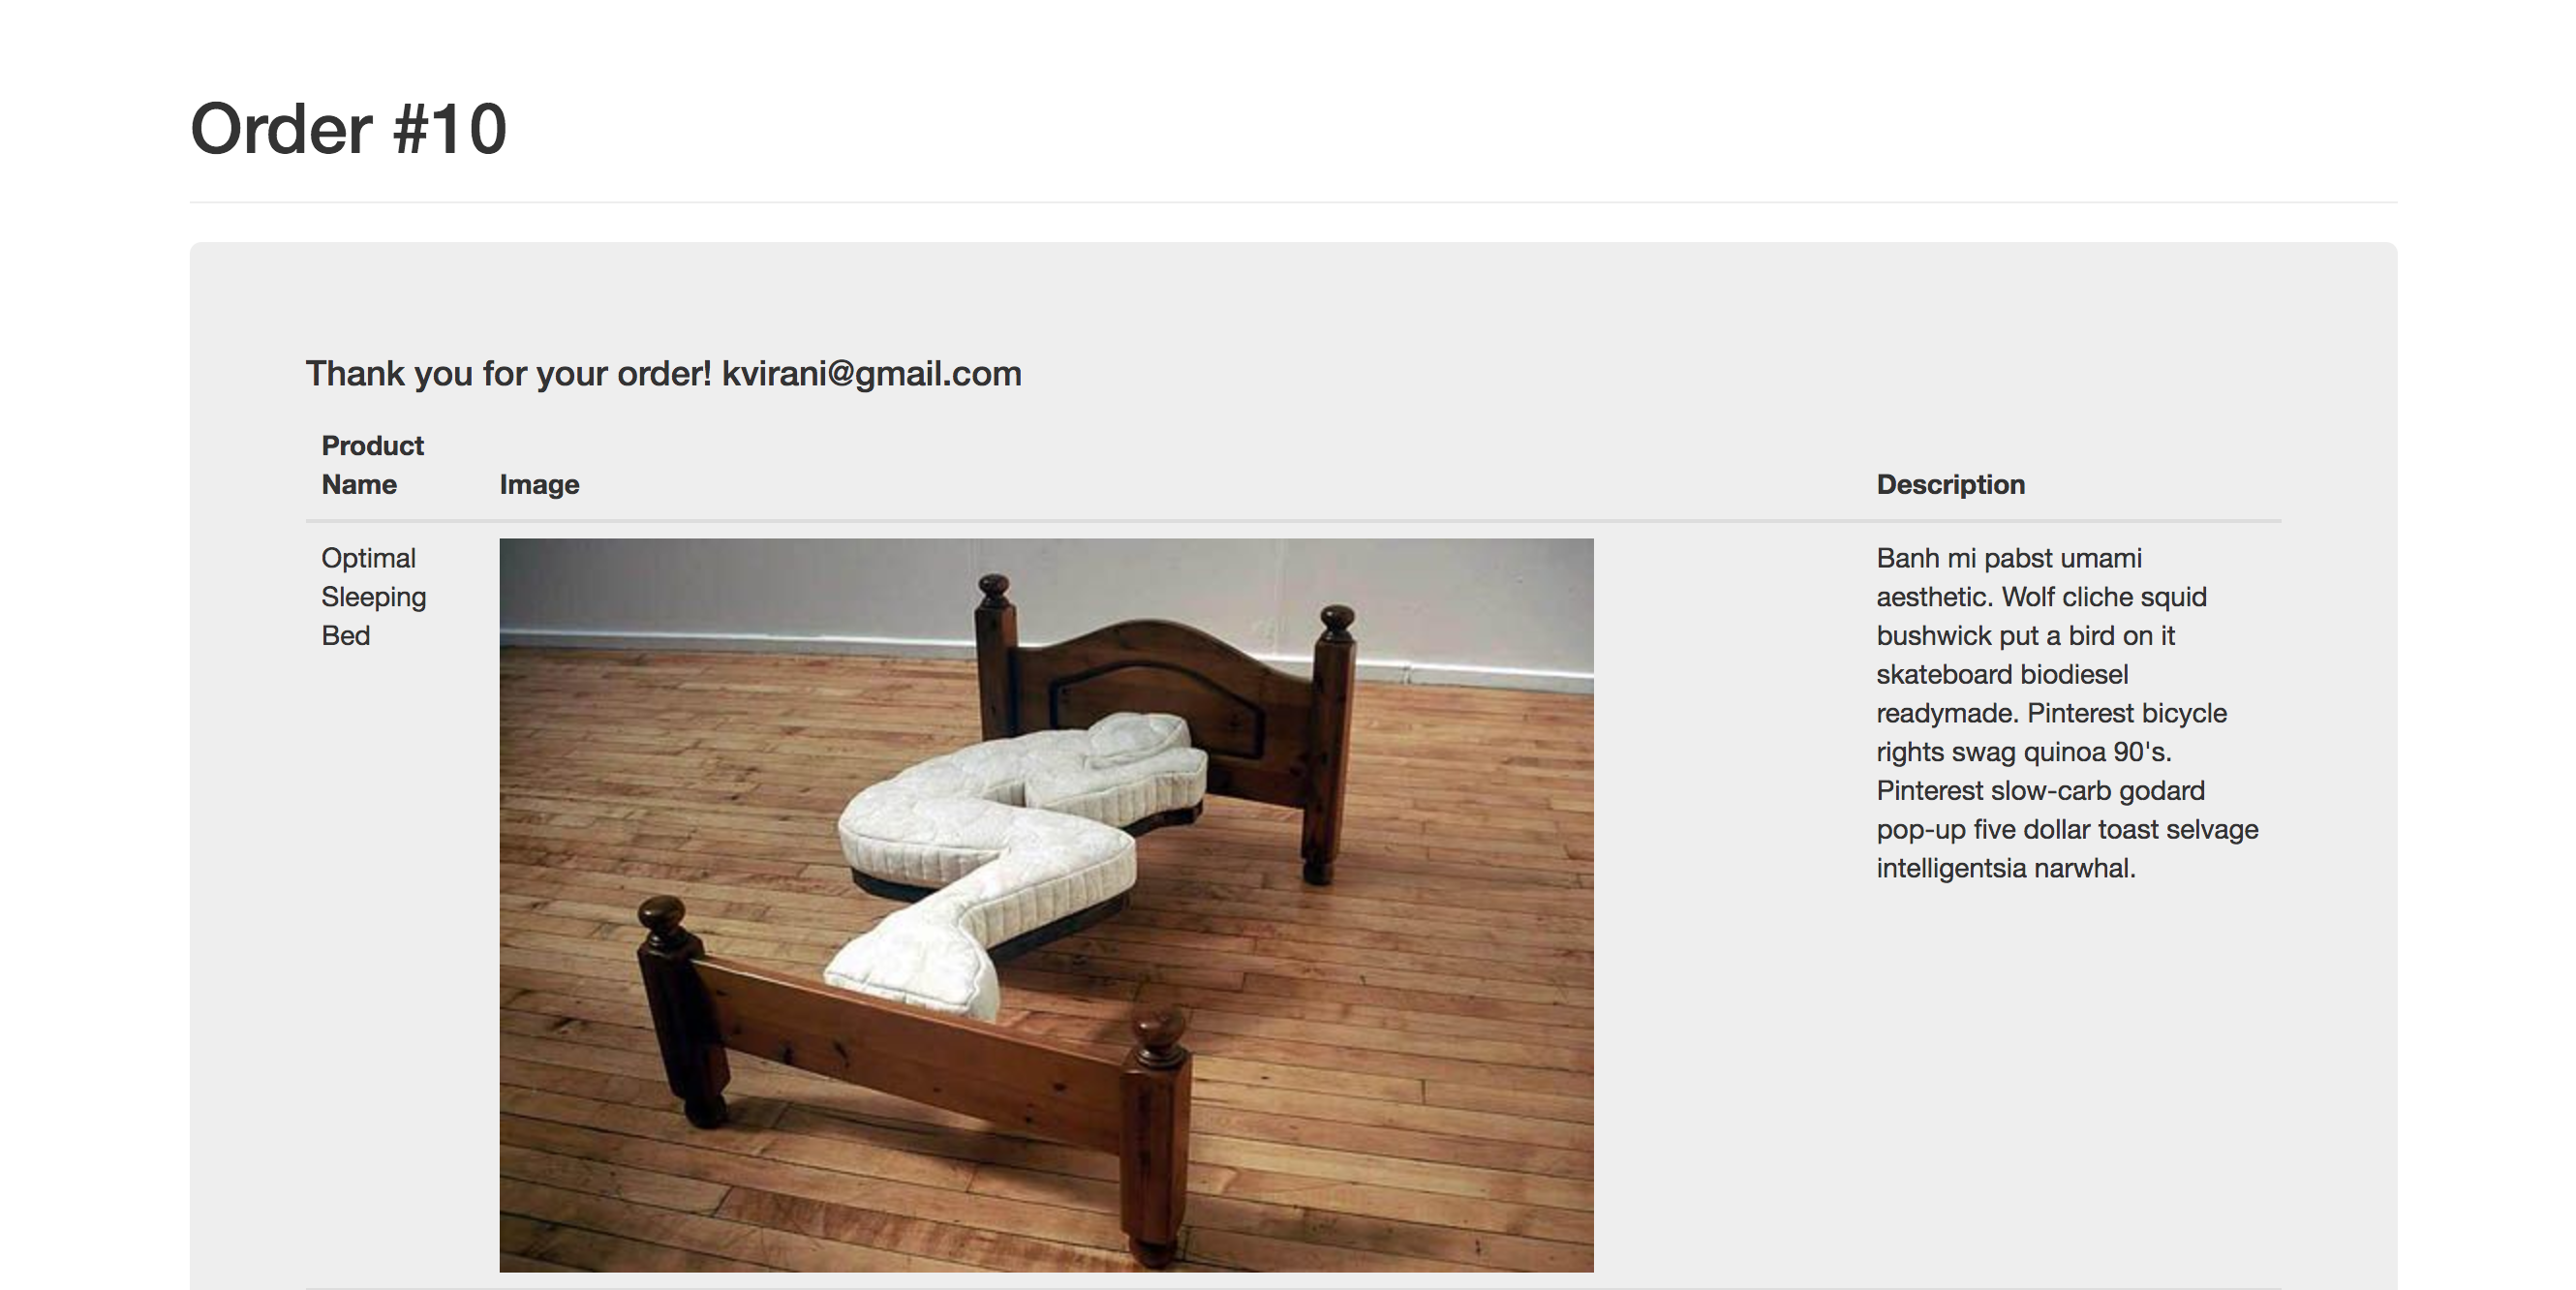 Order #10
Thank you for your order! kvirani@gmail.com
Product
Name
Image
Description
Optimal
Sleeping
Bed
Banh mi pabst umami
aesthetic. Wolf cliche squid
bushwick put a bird on it
skateboard biodiesel
readymade. Pinterest bicycle
rights swag quinoa 90's.
Pinterest slow-carb godard
pop-up five dollar toast selvage
intelligentsia narwhal.